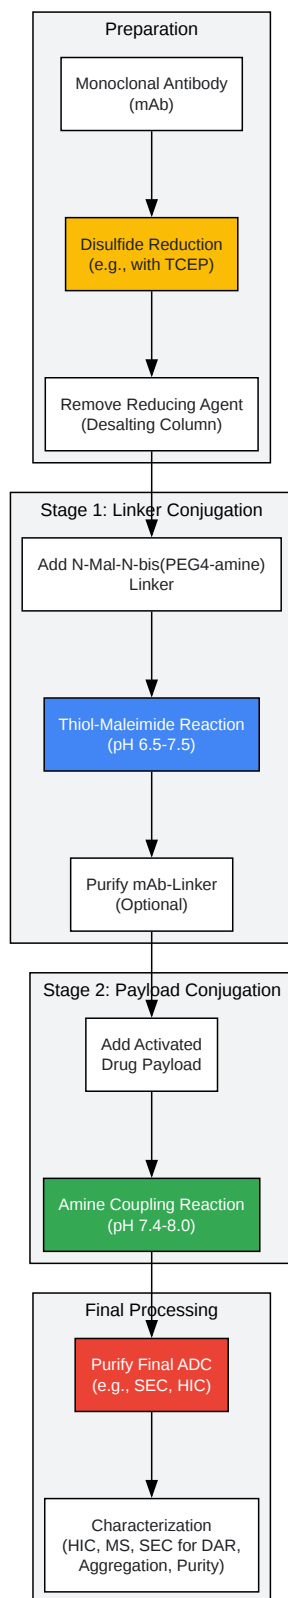 Preparation
Monoclonal Antibody
(mAb)
Disulfide Reduction
(e.g., with TCEP)
Remove Reducing Agent
(Desalting Column)
Stage 1: Linker Conjugation
Add N-Mal-N-bis(PEG4-amine)
Linker
Thiol-Maleimide Reaction
(pH 6.5-7.5)
Purify mAb-Linker
(Optional)
Stage 2: Payload Conjugation
Add Activated
Drug Payload
Amine Coupling Reaction
(pH 7.4-8.0)
Final Processing
Purify Final ADC
(e.g., SEC, HIC)
Characterization
(HIC, MS, SEC for DAR,
Aggregation, Purity)